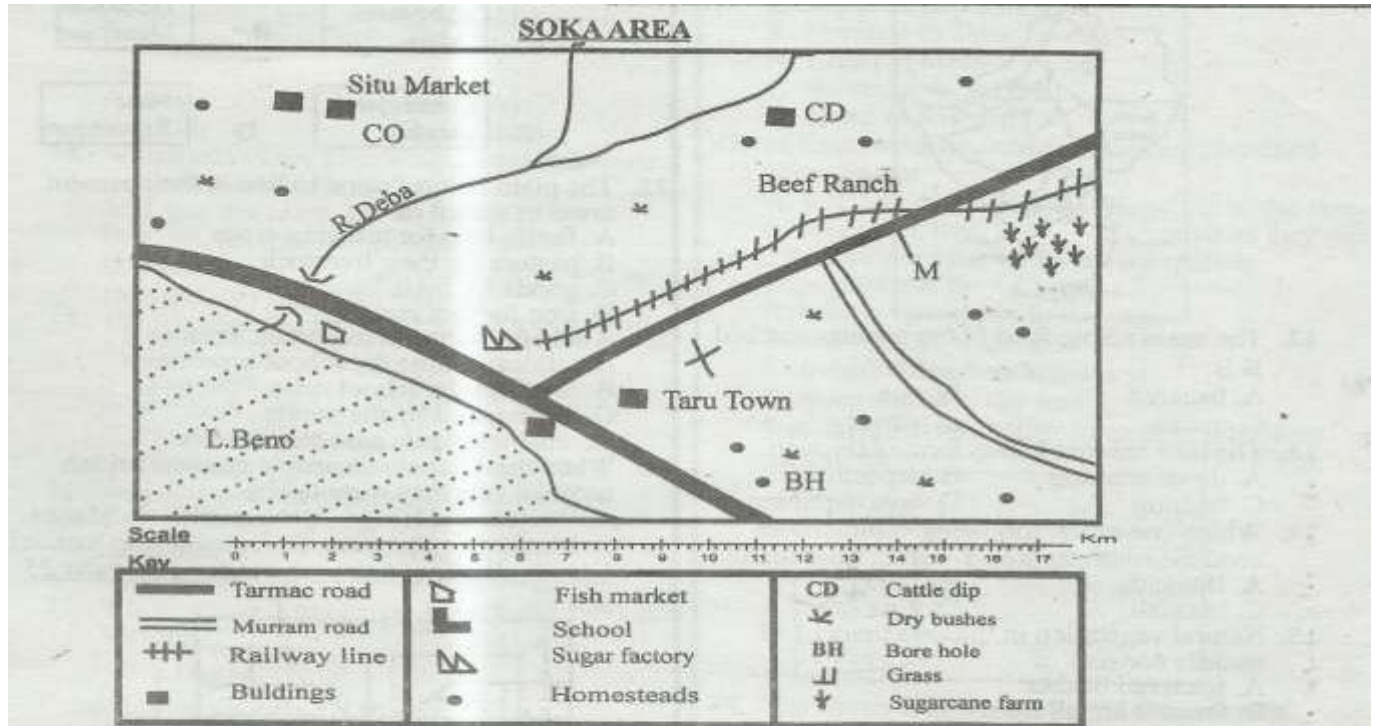 SOKA AREA
Situ Market
CO
CD
R.Deba
Beef Ranch
M
Taru Town
L.Beno
BH
Scale
0 1 2 3 4 5 6 7 8 9 10 11 12 13 14 15 16 17 Km
Key
Tarmac road
Murram road
Railway line
Buldings
Fish market
School
Sugar factory
Homesteads
CD Cattle dip
Dry bushes
BH Bore hole
Grass
Sugarcane farm